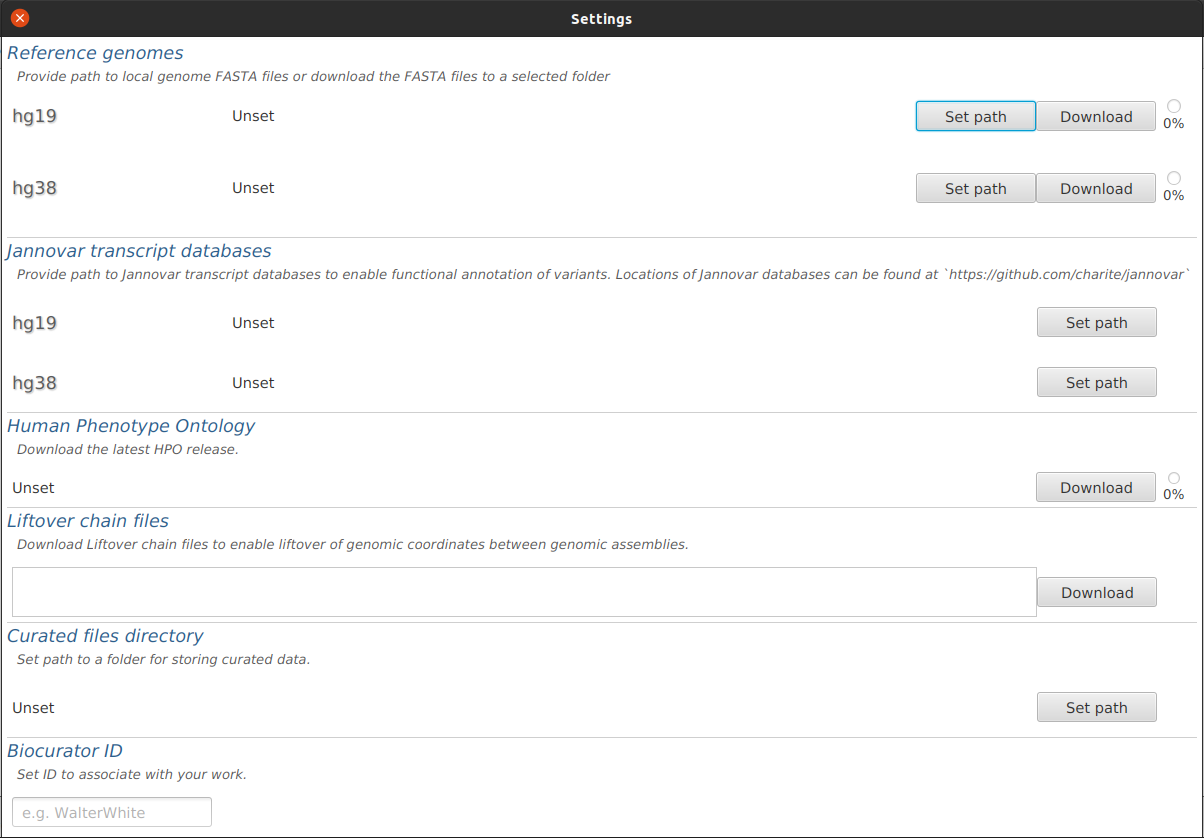 Settings
Reference genomes
Provide path to local genome FASTA files or download the FASTA files to a selected folder
hg19 Unset Set path Download 0%
hg38 Unset Set path Download 0%
Jannovar transcript databases
Provide path to Jannovar transcript databases to enable functional annotation of variants. Locations of Jannovar databases can be found at `https://github.com/charite/jannovar`
hg19 Unset Set path
hg38 Unset Set path
Human Phenotype Ontology
Download the latest HPO release.
Unset Download 0%
Liftover chain files
Download Liftover chain files to enable liftover of genomic coordinates between genomic assemblies.
Download
Curated files directory
Set path to a folder for storing curated data.
Unset Set path
Biocurator ID
Set ID to associate with your work.
e.g. WalterWhite